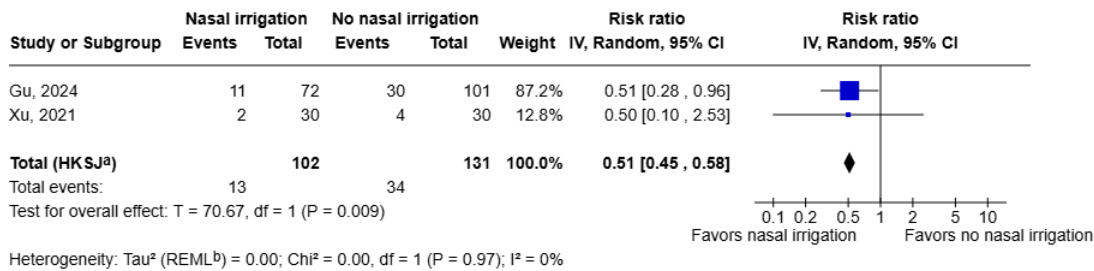 Nasal irrigation No nasal irrigation Risk ratio Risk ratio
Study or Subgroup Events Total Events Total Weight IV, Random, 95% CI IV, Random, 95% CI
Gu, 2024 11 72 30 101 87.2% 0.51 [0.28 , 0.96]
Xu, 2021 2 30 4 30 12.8% 0.50 [0.10 , 2.53]
Total (HKSJᵃ) 102 131 100.0% 0.51 [0.45 , 0.58]
Total events: 13 34
Test for overall effect: T = 70.67, df = 1 (P = 0.009)
0.1 0.2 0.5 1 2 5 10
Favors nasal irrigation Favors no nasal irrigation
Heterogeneity: Tau² (REMLᵇ) = 0.00; Chi² = 0.00, df = 1 (P = 0.97); I² = 0%